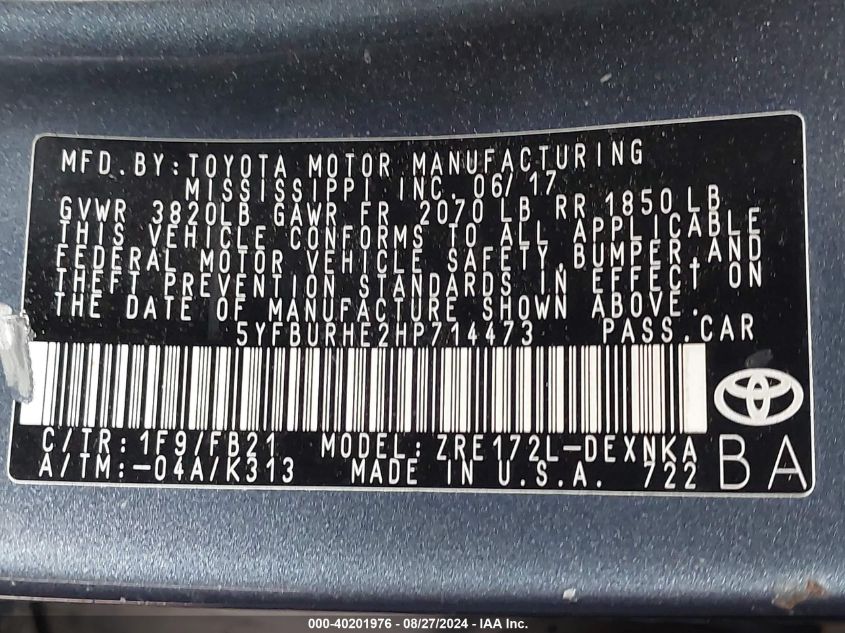 MFD. BY: TOYOTA MOTOR MANUFACTURING
MISSISSIPPI INC. 06/17
GVWR 3820LB GAWR FR 2070 LB RR 1850 LB
THIS VEHICLE CONFORMS TO ALL APPLICABLE
FEDERAL MOTOR VEHICLE SAFETY, BUMPER, AND
THEFT PREVENTION STANDARDS IN EFFECT ON
THE DATE OF MANUFACTURE SHOWN ABOVE.
5YFBURHE2HP714473 PASS. CAR
C/TR: 1F9/FB21 MODEL: ZRE172L-DEXNKA
A/TM: -04A/K313 MADE IN U.S.A. 722
BA
000-40201976 - 08/27/2024 - IAA Inc.